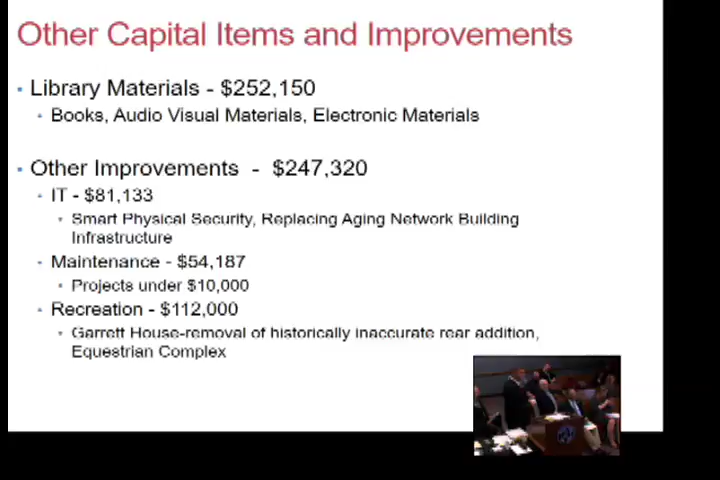 Other Capital Items and Improvements
Library Materials - $252,150
Books, Audio Visual Materials, Electronic Materials
Other Improvements - $247,320
IT - $81,133
Smart Physical Security, Replacing Aging Network Building
Infrastructure
Maintenance - $54,187
Projects under $10,000
Recreation - $112,000
Garrett House-removal of historically inaccurate rear addition,
Equestrian Complex